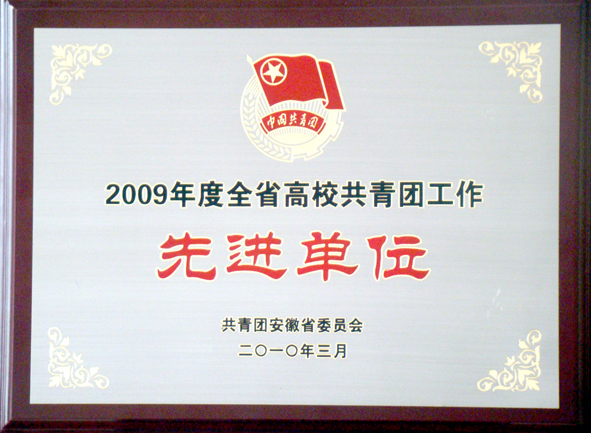 中国共青团
2009年度全省高校共青团工作
先进单位
共青团安徽省委员会
二〇一〇年三月